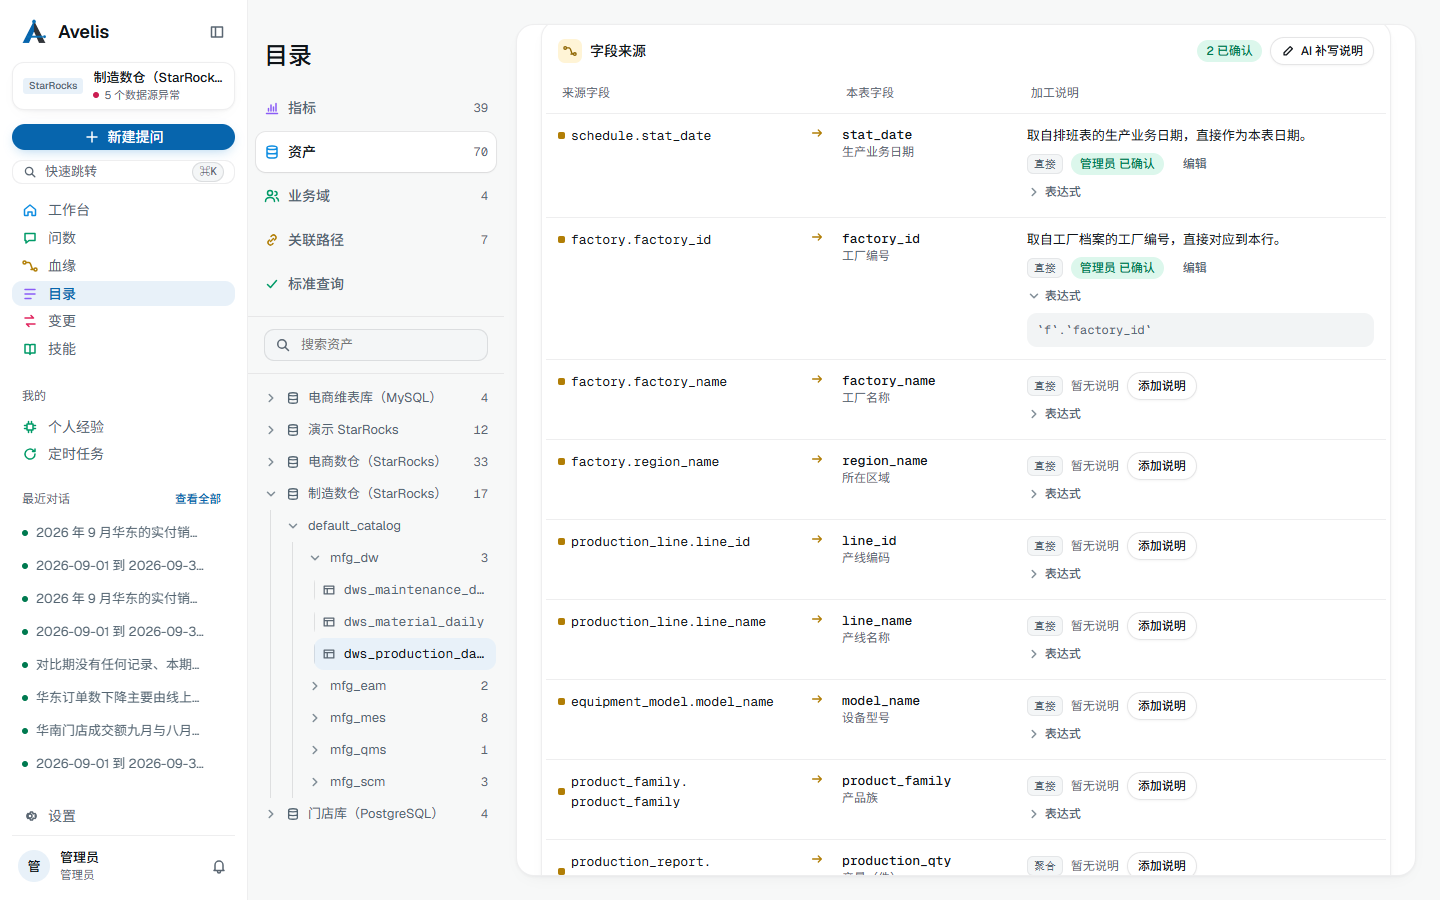 Avelis
StarRocks
制造数仓（StarRock...
5 个数据源异常
新建提问
快速跳转
⌘K
工作台
问数
血缘
目录
变更
技能
我的
个人经验
定时任务
最近对话
查看全部
2026 年 9 月华东的实付销...
2026-09-01 到 2026-09-3...
2026 年 9 月华东的实付销...
2026-09-01 到 2026-09-3...
对比期没有任何记录、本期...
华东订单数下降主要由线上...
华南门店成交额九月与八月...
2026-09-01 到 2026-09-3...
设置
管
管理员
管理员
目录
指标 39
资产 70
业务域 4
关联路径 7
标准查询
搜索资产
电商维表库（MySQL） 4
演示 StarRocks 12
电商数仓（StarRocks） 33
制造数仓（StarRocks） 17
default_catalog
mfg_dw 3
dws_maintenance_d...
dws_material_daily
dws_production_da...
mfg_eam 2
mfg_mes 8
mfg_qms 1
mfg_scm 3
门店库（PostgreSQL） 4
字段来源
2 已确认
AI 补写说明
来源字段 本表字段 加工说明
schedule.stat_date → stat_date
生产业务日期
取自排班表的生产业务日期，直接作为本表日期。
直接 管理员 已确认 编辑
表达式
factory.factory_id → factory_id
工厂编号
取自工厂档案的工厂编号，直接对应到本行。
直接 管理员 已确认 编辑
表达式
`f`.`factory_id`
factory.factory_name → factory_name
工厂名称
直接 暂无说明 添加说明
表达式
factory.region_name → region_name
所在区域
直接 暂无说明 添加说明
表达式
production_line.line_id → line_id
产线编码
直接 暂无说明 添加说明
表达式
production_line.line_name → line_name
产线名称
直接 暂无说明 添加说明
表达式
equipment_model.model_name → model_name
设备型号
直接 暂无说明 添加说明
表达式
product_family.
product_family
→ product_family
产品族
直接 暂无说明 添加说明
表达式
production_report.
→ production_qty
聚合 暂无说明 添加说明